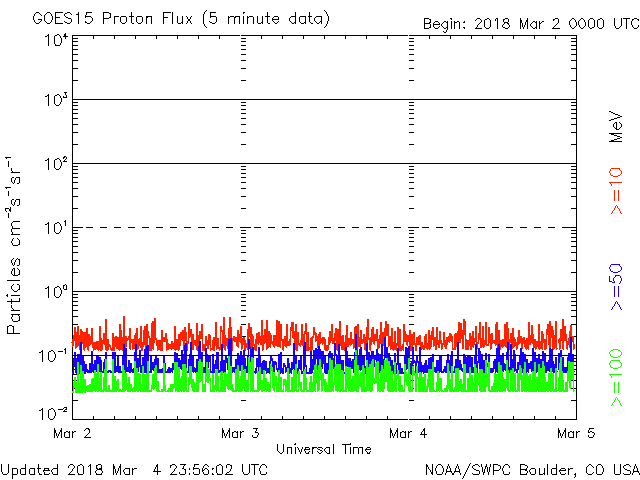 GOES15 Proton Flux (5 minute data)
Begin: 2018 Mar 2 0000 UTC
10⁴
10³
10²
10¹
10⁰
10⁻¹
10⁻²
Particles cm⁻²s⁻¹sr⁻¹
MeV
>=10
>=50
>=100
Mar 2
Mar 3
Mar 4
Mar 5
Universal Time
Updated 2018 Mar 4 23:56:02 UTC
NOAA/SWPC Boulder, CO USA